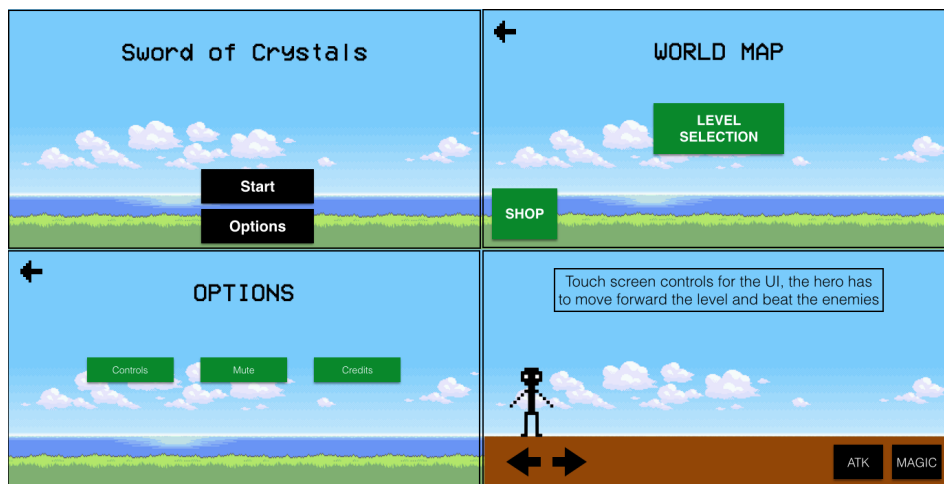 Sword of Crystals
Start
Options
WORLD MAP
LEVEL
SELECTION
SHOP
OPTIONS
Controls
Mute
Credits
Touch screen controls for the UI, the hero has
to move forward the level and beat the enemies
ATK
MAGIC